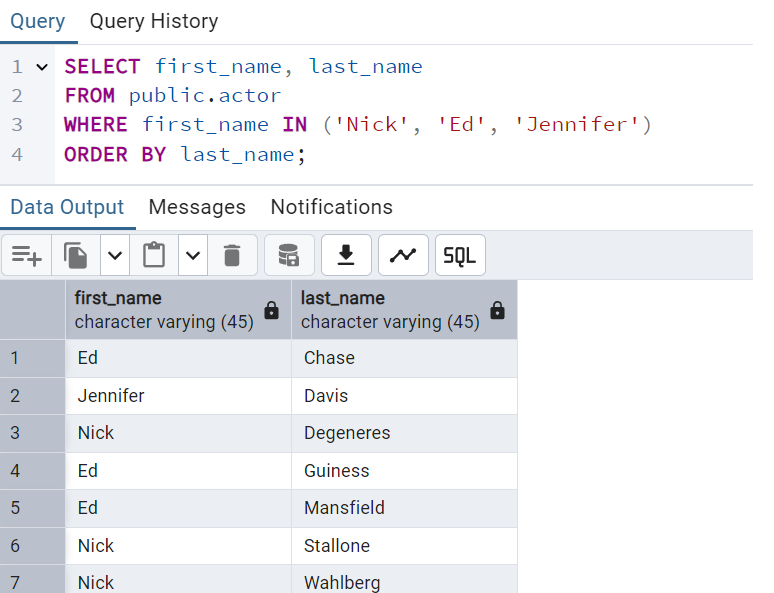 Query Query History
1 SELECT first_name, last_name
2 FROM public.actor
3 WHERE first_name IN ('Nick', 'Ed', 'Jennifer')
4 ORDER BY last_name;
Data Output Messages Notifications
SQL
first_name last_name
character varying (45) character varying (45)
1 Ed Chase
2 Jennifer Davis
3 Nick Degeneres
4 Ed Guiness
5 Ed Mansfield
6 Nick Stallone
7 Nick Wahlberg